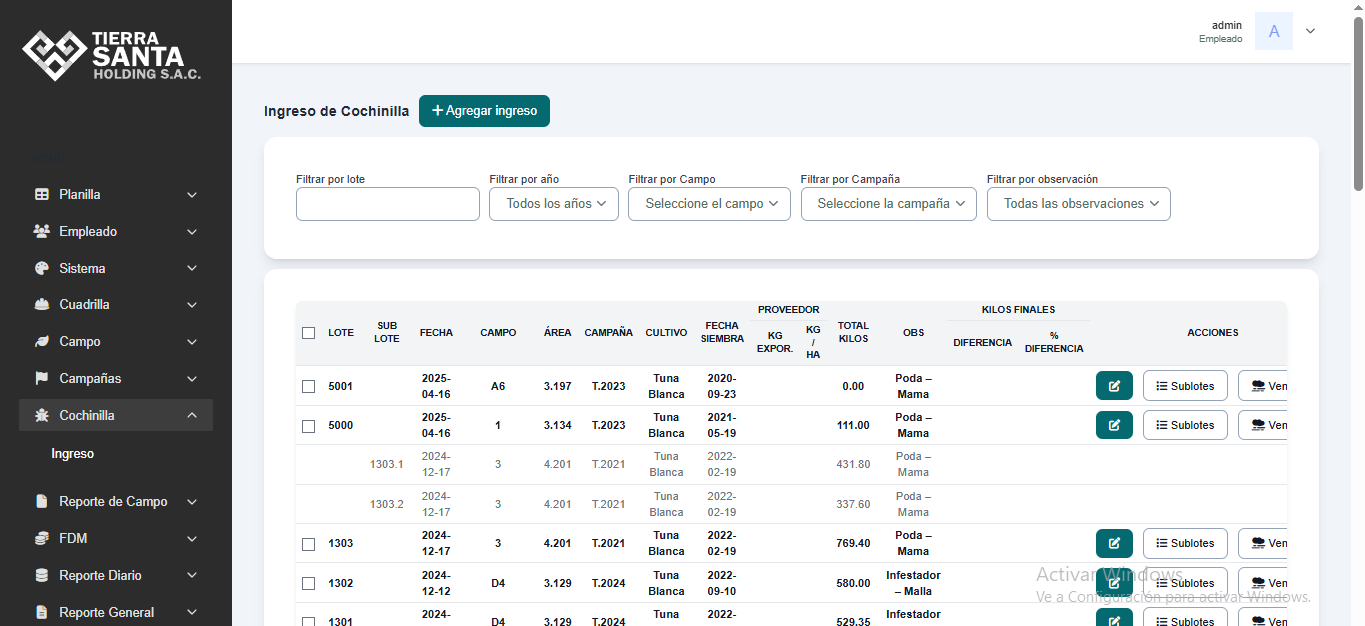 TIERRA
SANTA
HOLDING S.A.C.
admin
Empleado
A
Planilla
Empleado
Sistema
Cuadrilla
Campo
Campañas
Cochinilla
Ingreso
Reporte de Campo
FDM
Reporte Diario
Reporte General
Ingreso de Cochinilla
Agregar ingreso
Filtrar por lote Filtrar por año Filtrar por Campo Filtrar por Campaña Filtrar por observación
Todos los años Seleccione el campo Seleccione la campaña Todas las observaciones
LOTE SUB LOTE FECHA CAMPO ÁREA CAMPAÑA CULTIVO FECHA SIEMBRA PROVEEDOR KG EXPOR. KG / HA TOTAL KILOS OBS KILOS FINALES DIFERENCIA % DIFERENCIA ACCIONES
5001 2025-04-16 A6 3.197 T.2023 Tuna Blanca 2020-09-23 0.00 Poda – Mama Sublotes Ven
5000 2025-04-16 1 3.134 T.2023 Tuna Blanca 2021-05-19 111.00 Poda – Mama Sublotes Ven
1303.1 2024-12-17 3 4.201 T.2021 Tuna Blanca 2022-02-19 431.80 Poda – Mama
1303.2 2024-12-17 3 4.201 T.2021 Tuna Blanca 2022-02-19 337.60 Poda – Mama
1303 2024-12-17 3 4.201 T.2021 Tuna Blanca 2022-02-19 769.40 Poda – Mama Sublotes Ven
1302 2024-12-12 D4 3.129 T.2024 Tuna Blanca 2022-09-10 580.00 Infestador – Malla Sublotes Ven
1301 2024- D4 3.129 T.2024 Tuna 2022- 529.35 Infestador Sublotes Ven
Activar Windows
Ve a Configuración para activar Windows.